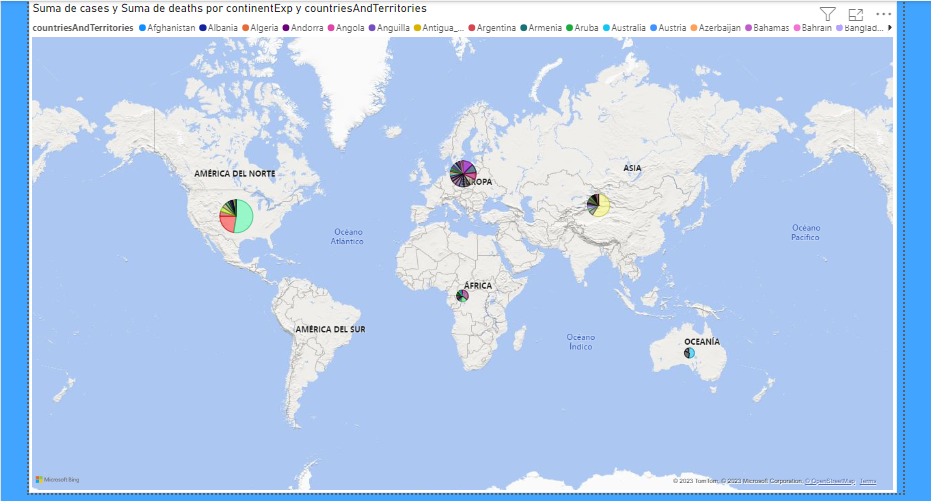 Suma de cases y Suma de deaths por continentExp y countriesAndTerritories
countriesAndTerritories Afghanistan Albania Algeria Andorra Angola Anguilla Antigua_... Argentina Armenia Aruba Australia Austria Azerbaijan Bahamas Bahrain Banglad...
AMÉRICA DEL NORTE
ASIA
ROPA
Océano
Atlántico
Océano
Pacífico
ÁFRICA
AMÉRICA DEL SUR
Océano
Índico
OCEANÍA
Microsoft Bing
© 2023 TomTom, © 2023 Microsoft Corporation, © OpenStreetMap Terms